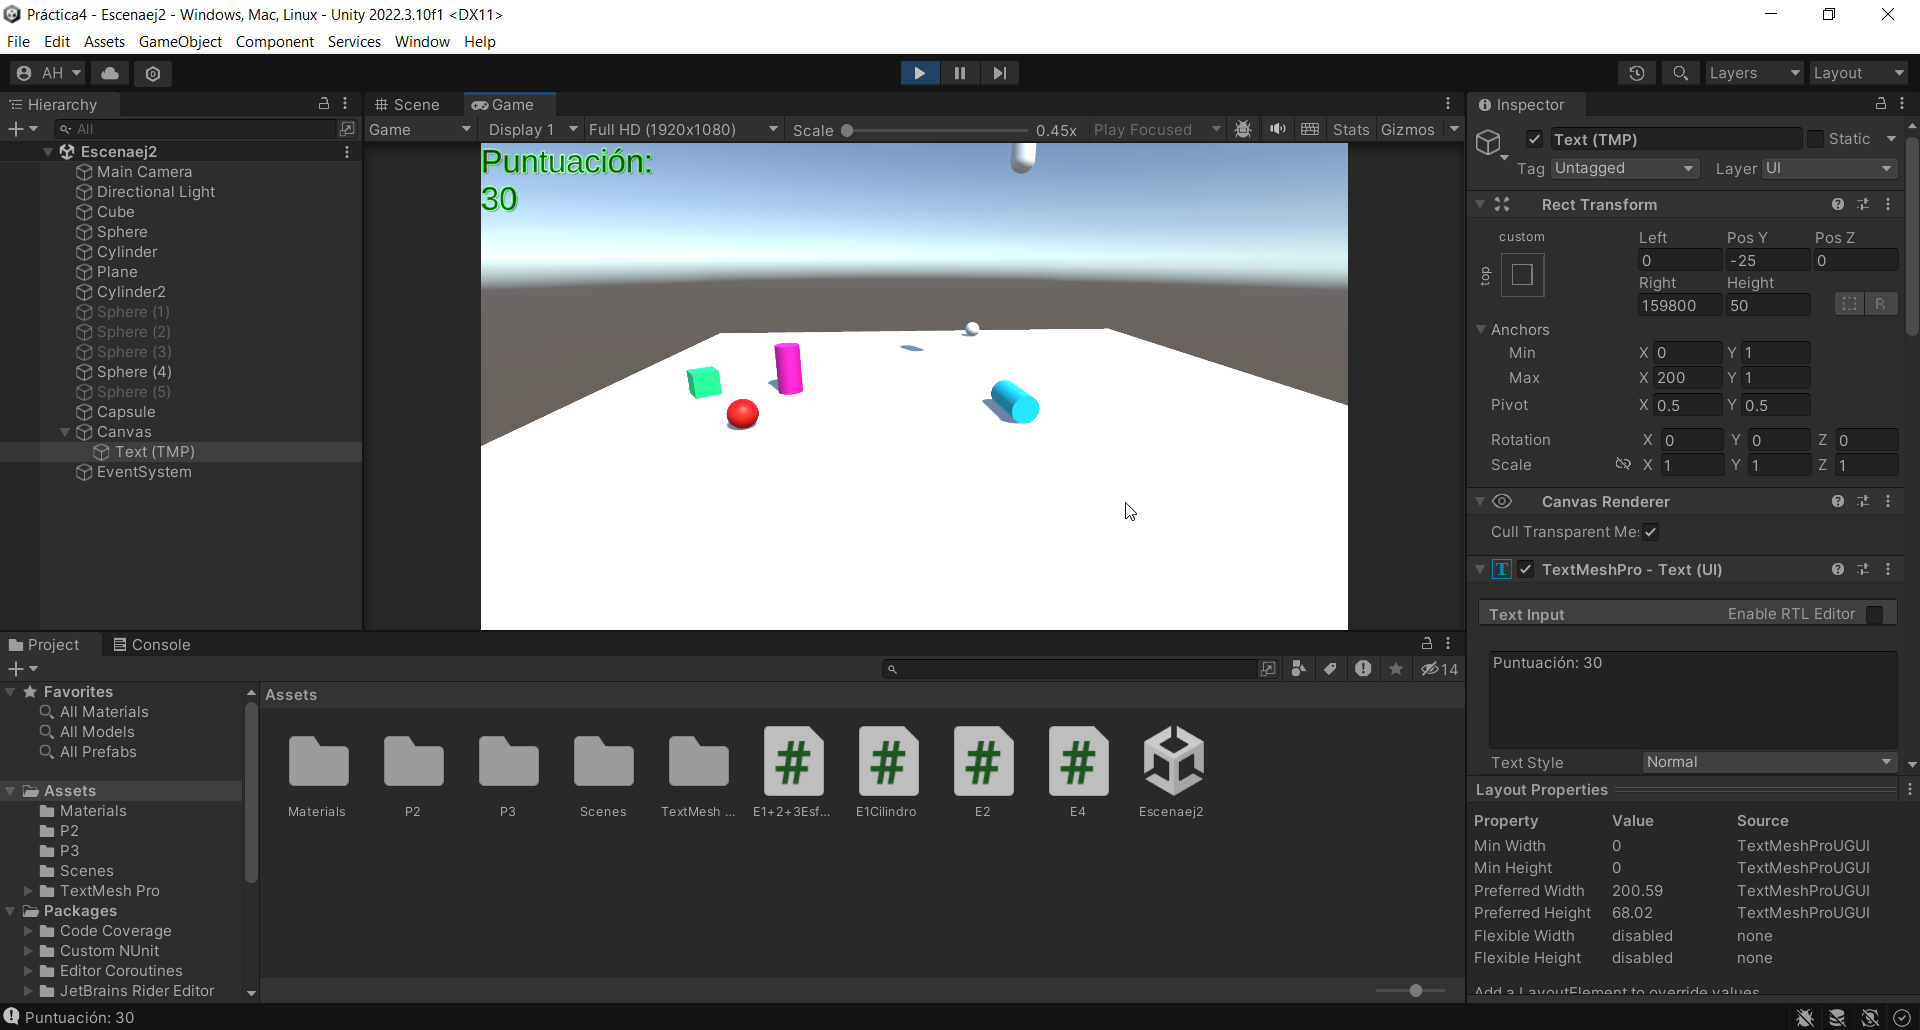 Práctica4 - Escenaej2 - Windows, Mac, Linux - Unity 2022.3.10f1 <DX11>
File Edit Assets GameObject Component Services Window Help
AH
Layers
Layout
Hierarchy
All
Escenaej2
Main Camera
Directional Light
Cube
Sphere
Cylinder
Plane
Cylinder2
Sphere (1)
Sphere (2)
Sphere (3)
Sphere (4)
Sphere (5)
Capsule
Canvas
Text (TMP)
EventSystem
Scene
Game
Game
Display 1
Full HD (1920x1080)
Scale
0.45x
Play Focused
Stats
Gizmos
Puntuación:
30
Inspector
Text (TMP)
Static
Tag Untagged
Layer UI
Rect Transform
custom
top
Left Pos Y Pos Z
0 -25 0
Right Height
159800 50
R
Anchors
Min X 0 Y 1
Max X 200 Y 1
Pivot X 0.5 Y 0.5
Rotation X 0 Y 0 Z 0
Scale X 1 Y 1 Z 1
Canvas Renderer
Cull Transparent Me
TextMeshPro - Text (UI)
Text Input
Enable RTL Editor
Puntuación: 30
Text Style Normal
Layout Properties
Property Value Source
Min Width 0 TextMeshProUGUI
Min Height 0 TextMeshProUGUI
Preferred Width 200.59 TextMeshProUGUI
Preferred Height 68.02 TextMeshProUGUI
Flexible Width disabled none
Flexible Height disabled none
Add a LayoutElement to override values
Project
Console
14
Favorites
All Materials
All Models
All Prefabs
Assets
Materials
P2
P3
Scenes
TextMesh Pro
Packages
Code Coverage
Custom NUnit
Editor Coroutines
JetBrains Rider Editor
Assets
Materials
P2
P3
Scenes
TextMesh ...
E1+2+3Esf...
E1Cilindro
E2
E4
Escenaej2
Puntuación: 30